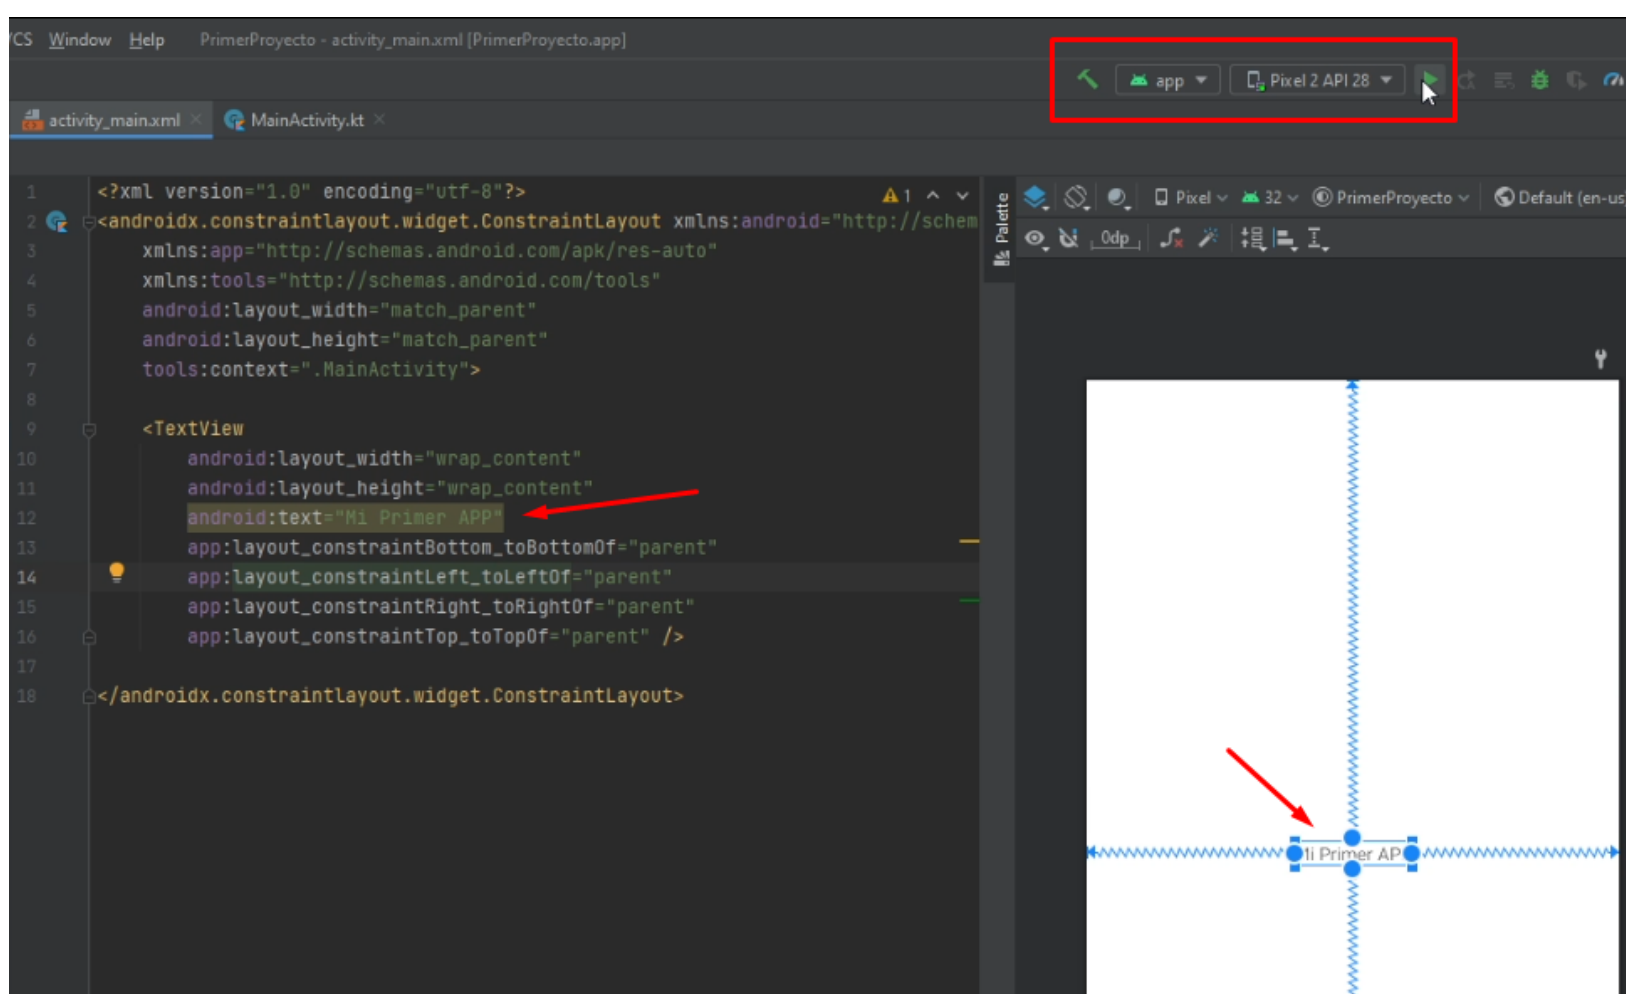 VCS Window Help PrimerProyecto - activity_main.xml [PrimerProyecto.app]
app Pixel 2 API 28
activity_main.xml MainActivity.kt
1 <?xml version="1.0" encoding="utf-8"?> 1
2 <androidx.constraintlayout.widget.ConstraintLayout xmlns:android="http://schem
3 xmlns:app="http://schemas.android.com/apk/res-auto"
4 xmlns:tools="http://schemas.android.com/tools"
5 android:layout_width="match_parent"
6 android:layout_height="match_parent"
7 tools:context=".MainActivity">
8
9 <TextView
10 android:layout_width="wrap_content"
11 android:layout_height="wrap_content"
12 android:text="Mi Primer APP"
13 app:layout_constraintBottom_toBottomOf="parent"
14 app:layout_constraintLeft_toLeftOf="parent"
15 app:layout_constraintRight_toRightOf="parent"
16 app:layout_constraintTop_toTopOf="parent" />
17
18 </androidx.constraintlayout.widget.ConstraintLayout>
Palette
Pixel 32 PrimerProyecto Default (en-us
0dp
Mi Primer AP